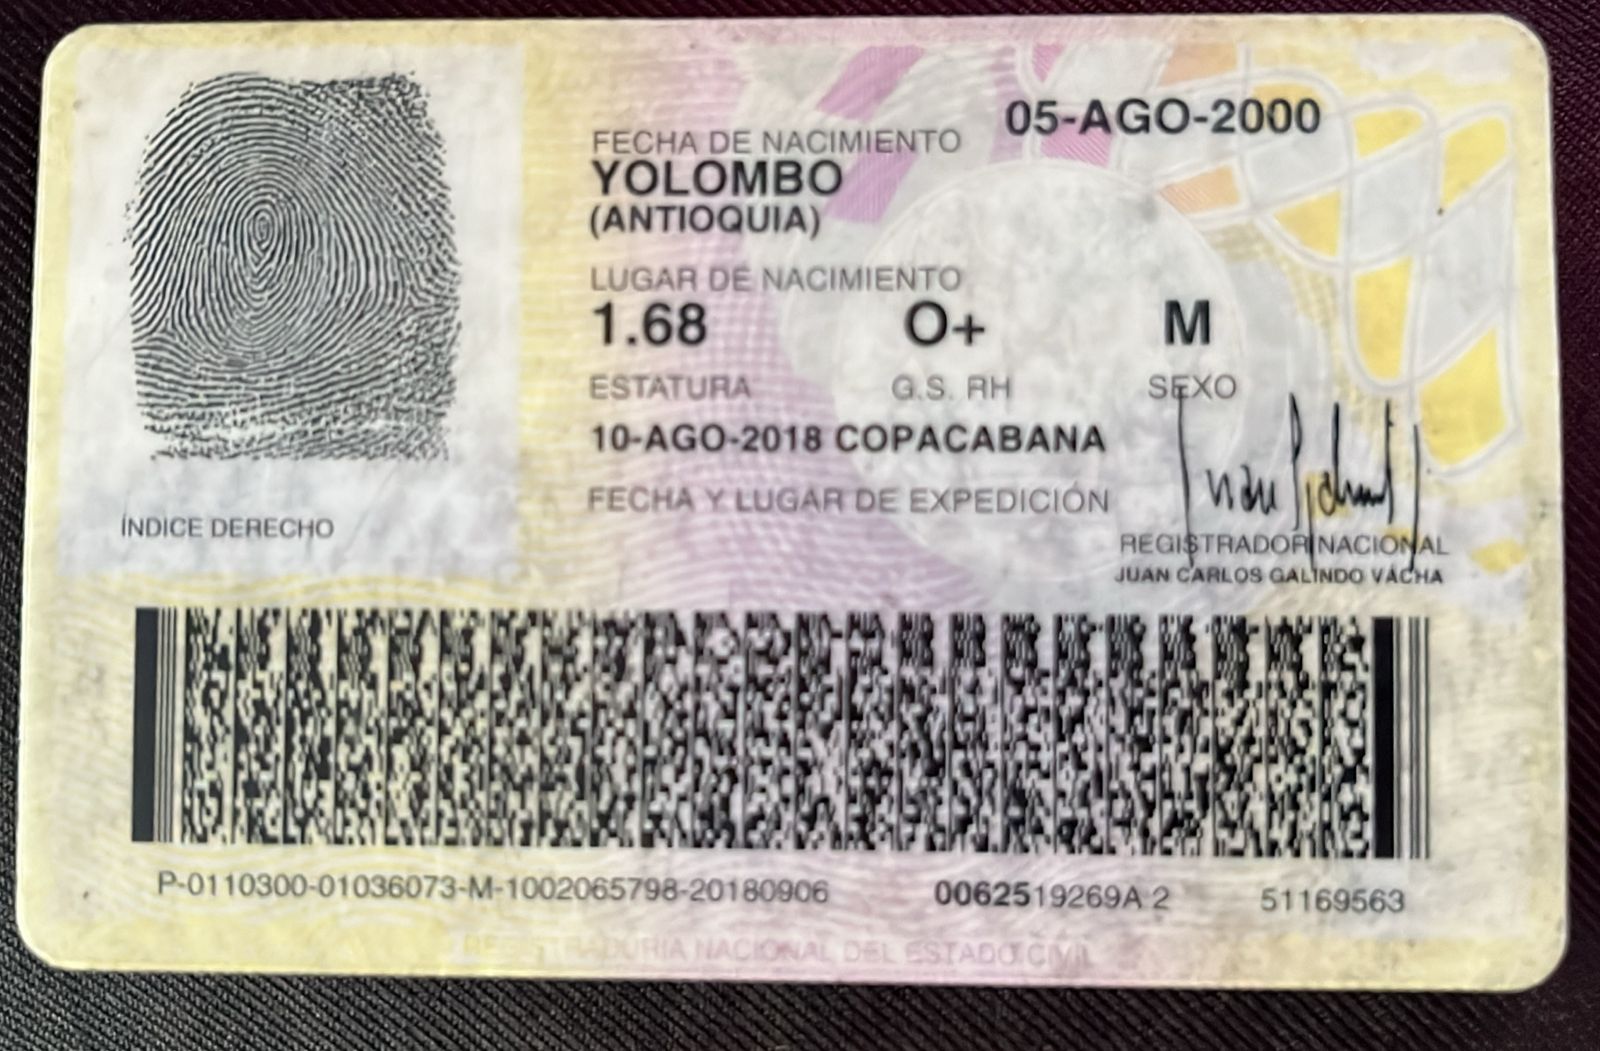 FECHA DE NACIMIENTO 05-AGO-2000
YOLOMBO
(ANTIOQUIA)
LUGAR DE NACIMIENTO
1.68 O+ M
ESTATURA G.S. RH SEXO
10-AGO-2018 COPACABANA
FECHA Y LUGAR DE EXPEDICIÓN
ÍNDICE DERECHO
REGISTRADOR NACIONAL
JUAN CARLOS GALINDO VÁCHA
P-0110300-01036073-M-1002065798-20180906 0062519269A 2 51169563
REGISTRADURIA NACIONAL DEL ESTADO CIVIL